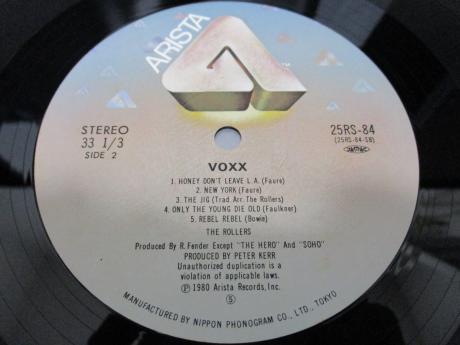 ARISTA
TM
STEREO
33 1/3
SIDE 2
25RS-84
(25RS-84-SB)
VOXX
1. HONEY DON'T LEAVE L.A. (Faure)
2. NEW YORK (Faure)
3. THE JIG (Trad. Arr. The Rollers)
4. ONLY THE YOUNG DIE OLD (Faulkner)
5. REBEL REBEL (Bowie)
THE ROLLERS
Produced By R. Fender Except "THE HERO" And "SOHO"
PRODUCED BY PETER KERR
Unauthorized duplication is a
violation of applicable laws.
Ⓟ 1980 Arista Records, Inc.
Ⓢ
MANUFACTURED BY NIPPON PHONOGRAM CO., LTD., TOKYO